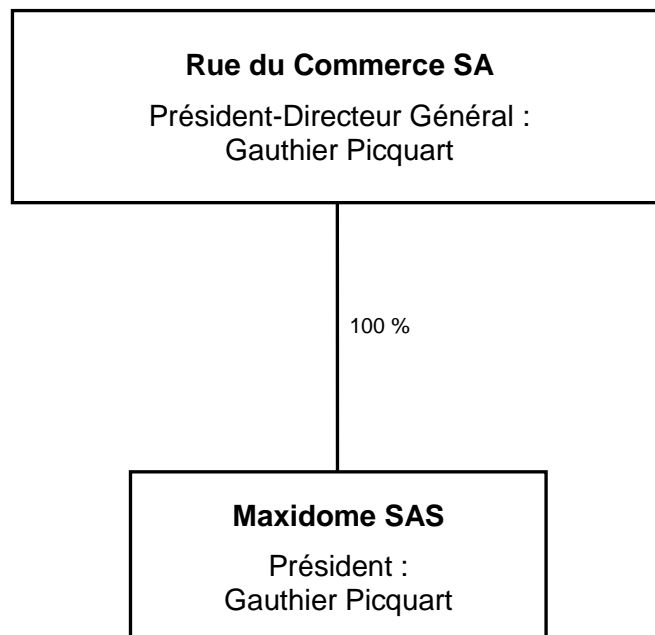 Rue du Commerce SA
Président-Directeur Général :
Gauthier Picquart
100 %
Maxidome SAS
Président :
Gauthier Picquart